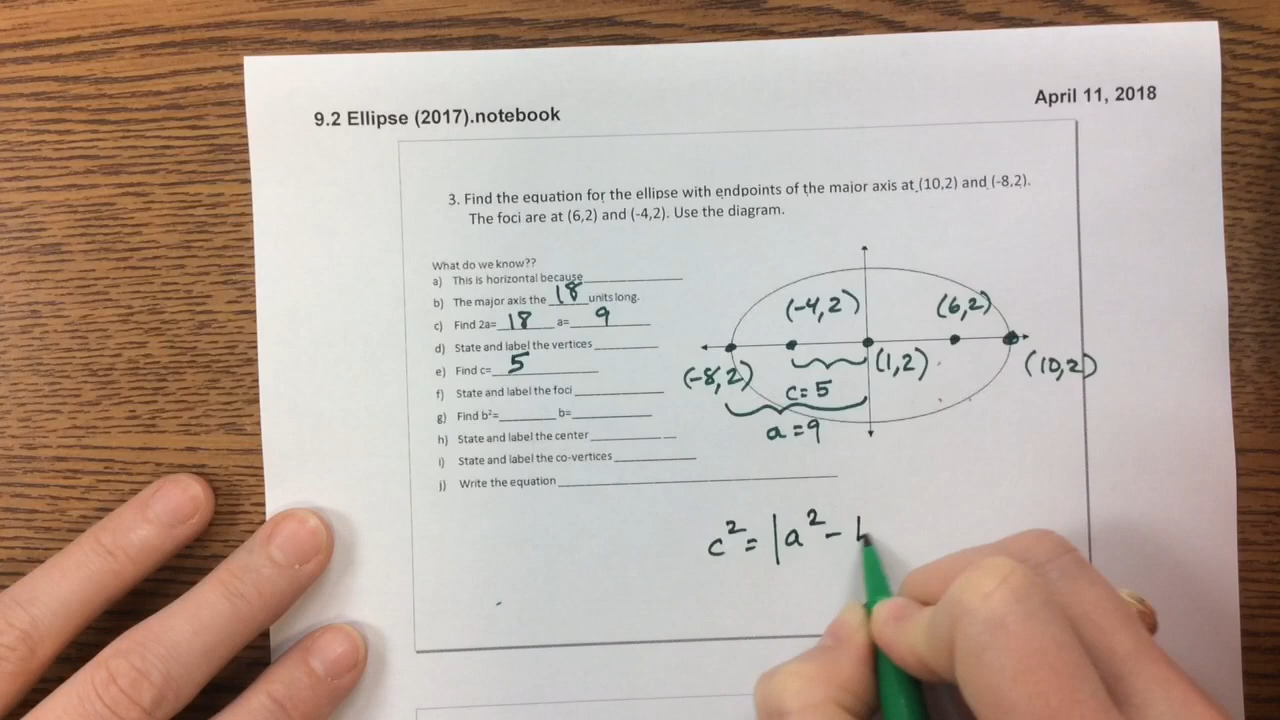 9.2 Ellipse (2017).notebook
April 11, 2018
3. Find the equation for the ellipse with endpoints of the major axis at (10,2) and (-8,2).
The foci are at (6,2) and (-4,2). Use the diagram.
What do we know??
a) This is horizontal because
b) The major axis the 18 units long.
c) Find 2a= 18 a= 9
d) State and label the vertices
e) Find c= 5
f) State and label the foci
g) Find b²= b=
h) State and label the center
i) State and label the co-vertices
j) Write the equation
(-4,2)
(6,2)
(-8,2)
(1,2)
(10,2)
c=5
a=9
c²=|a²-